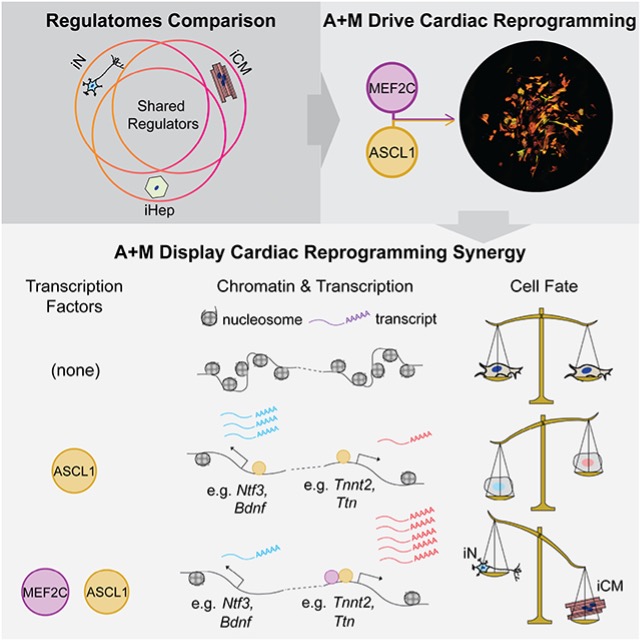 Regulatomes Comparison
iN
iCM
Shared
Regulators
iHep
A+M Drive Cardiac Reprogramming
MEF2C
ASCL1
A+M Display Cardiac Reprogramming Synergy
Transcription
Factors
Chromatin & Transcription
Cell Fate
nucleosome
transcript
(none)
ASCL1
e.g. Ntf3,
Bdnf
e.g. Tnnt2,
Ttn
MEF2C
ASCL1
e.g. Ntf3,
Bdnf
e.g. Tnnt2,
Ttn
iN
iCM